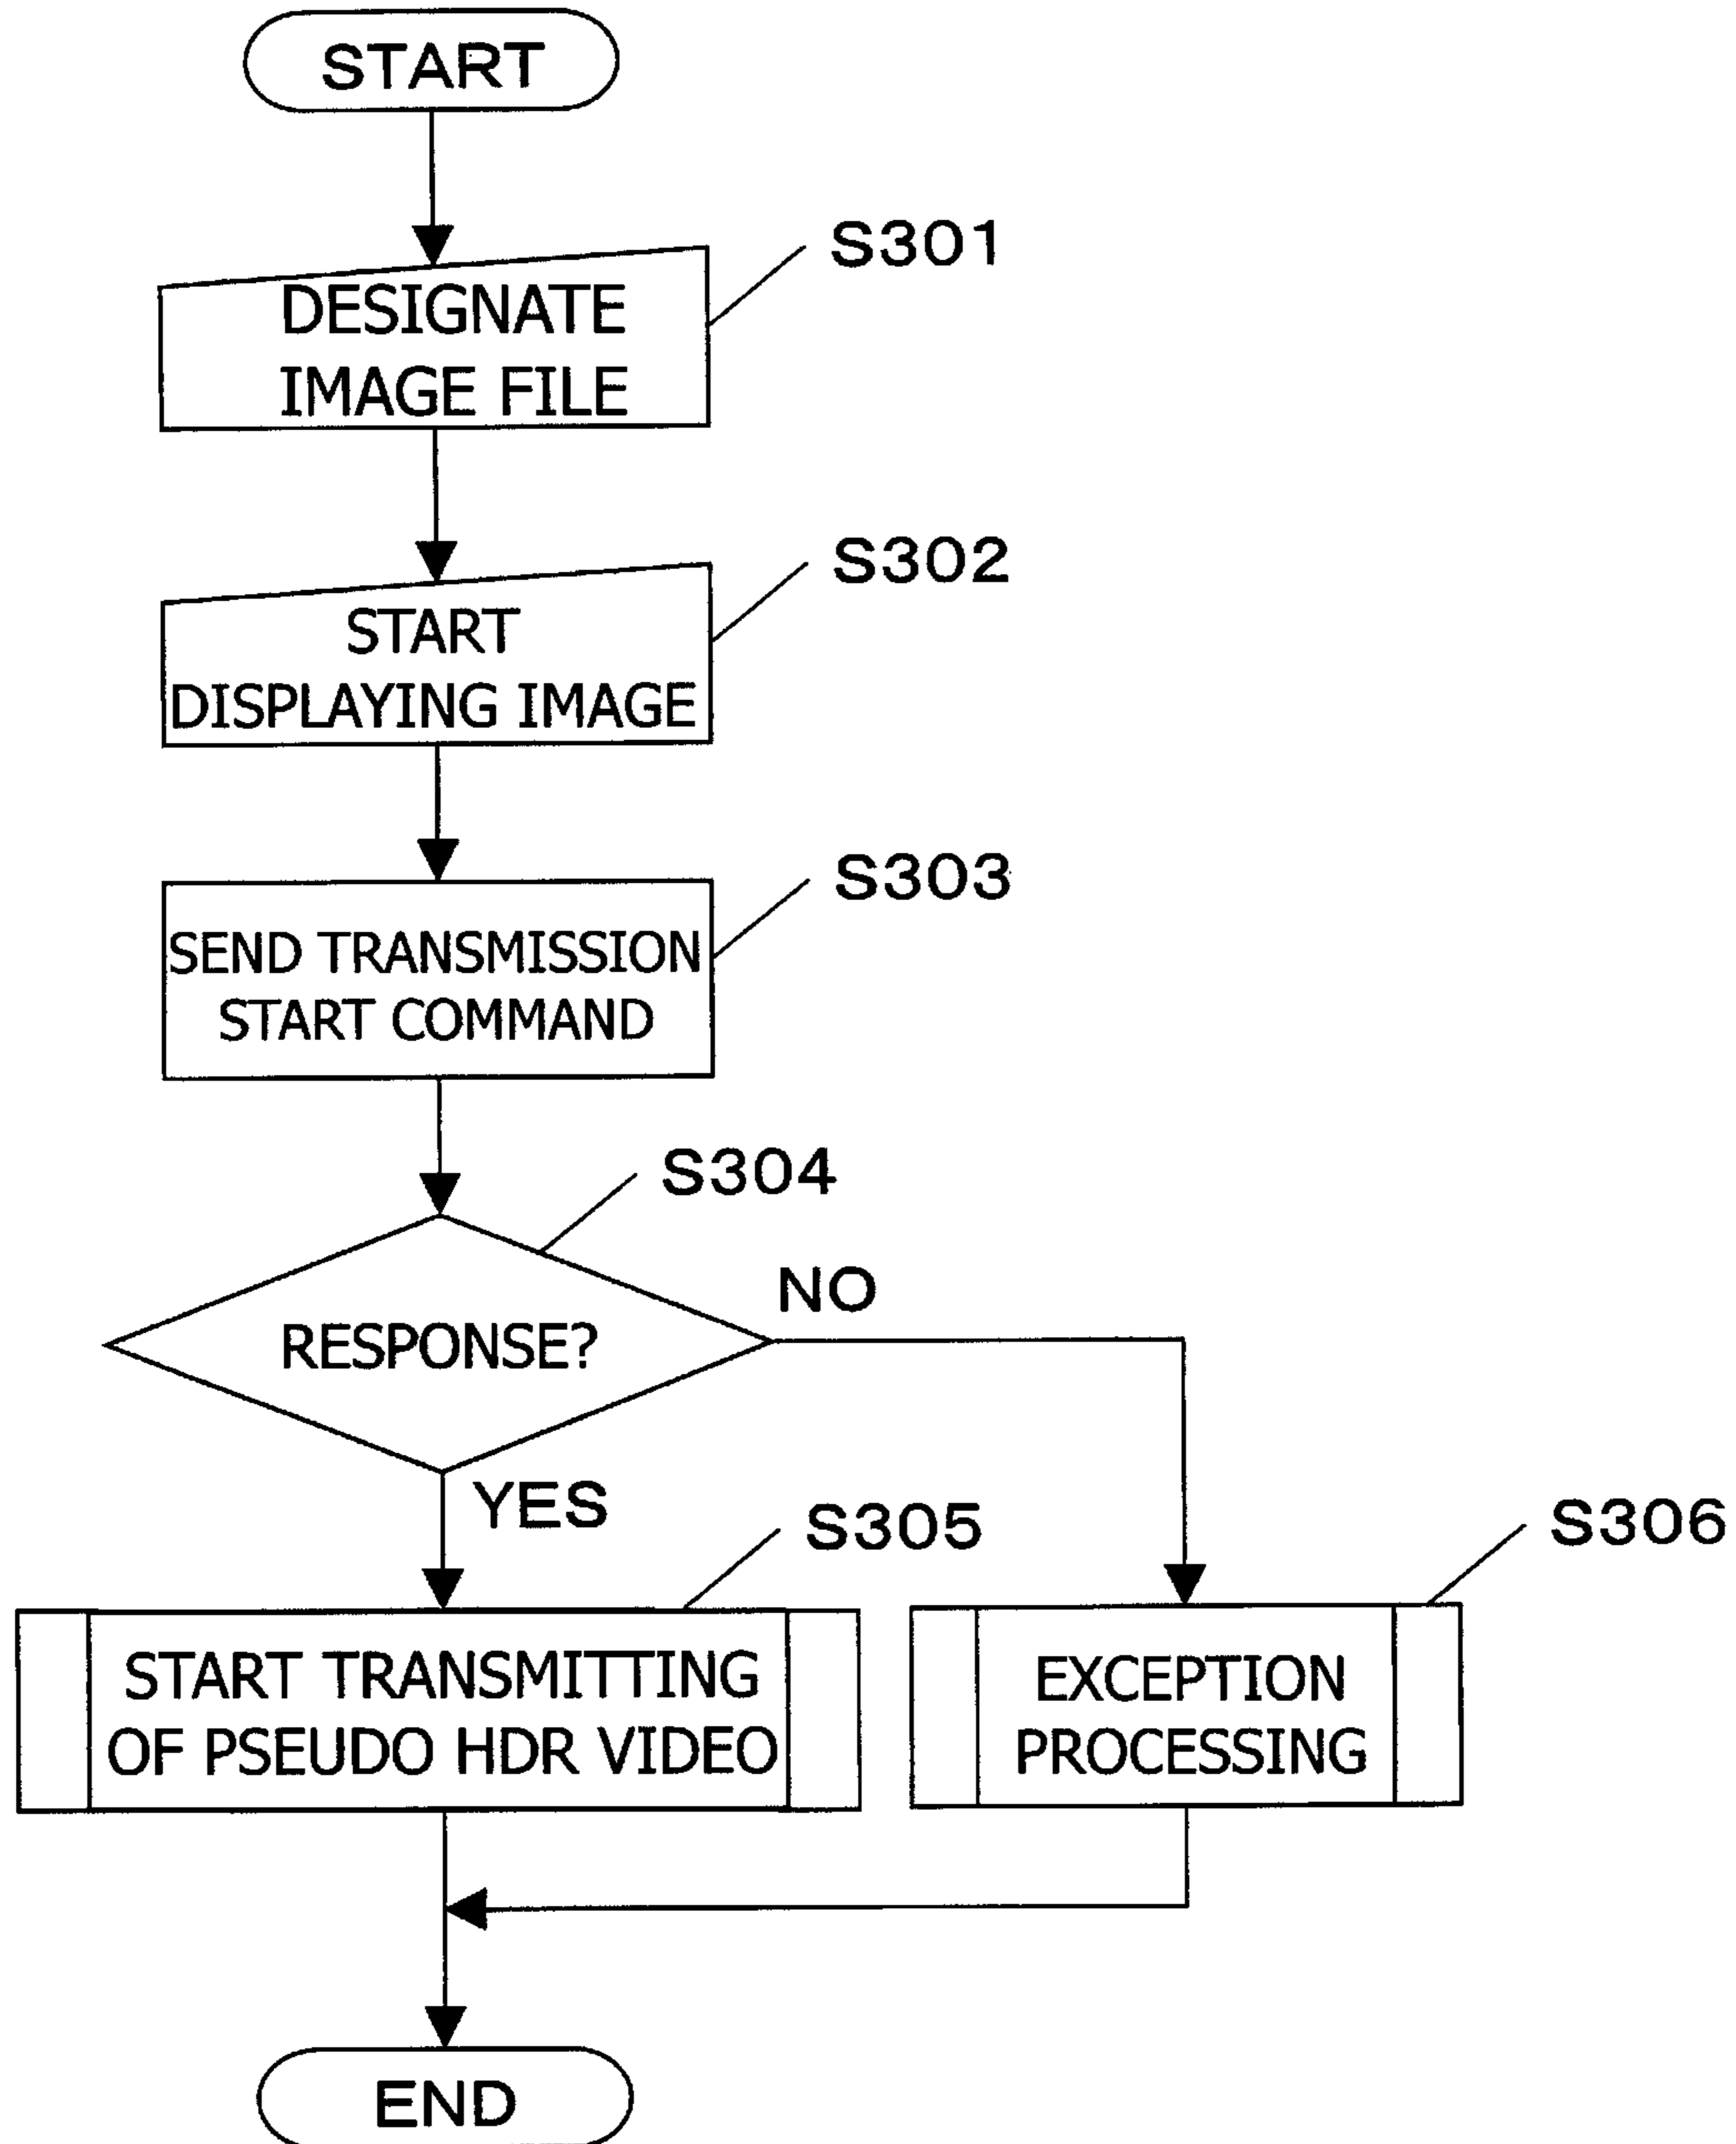 START
S301
DESIGNATE
IMAGE FILE
S302
START
DISPLAYING IMAGE
S303
SEND TRANSMISSION
START COMMAND
S304
RESPONSE?
NO
YES
S305
S306
START TRANSMITTING
OF PSEUDO HDR VIDEO
EXCEPTION
PROCESSING
END